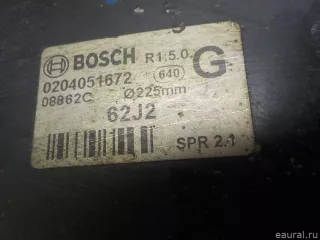 BOSCH R1.5.0 G
0204051672 640
08862C Ø225mm
62J2
SPR 2.1
eaural.ru